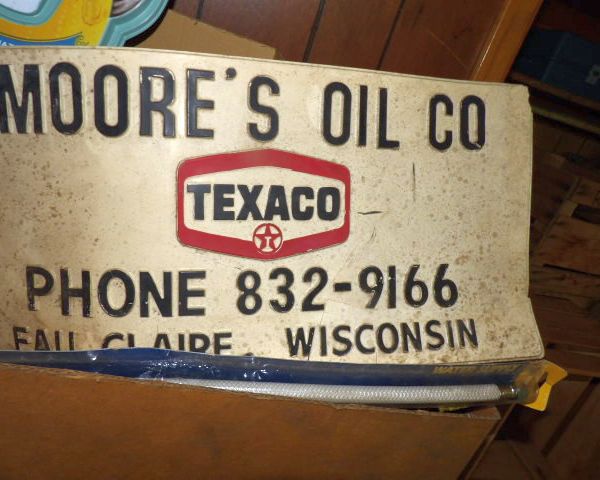 MOORE'S OIL CO
TEXACO
PHONE 832-9166
EAU CLAIRE, WISCONSIN